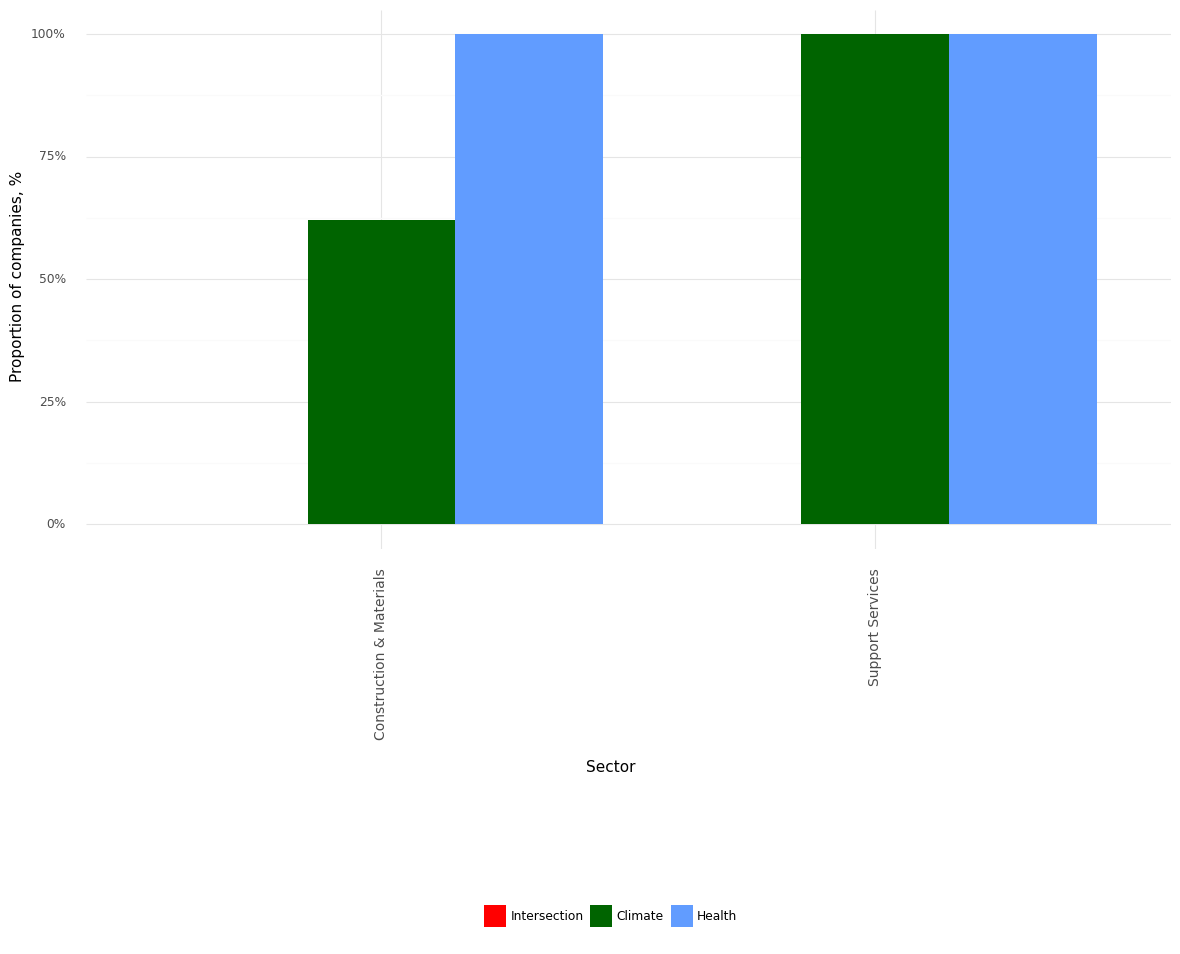 Proportion of companies, %
100%
75%
50%
25%
0%
Construction & Materials
Support Services
Sector
Intersection
Climate
Health